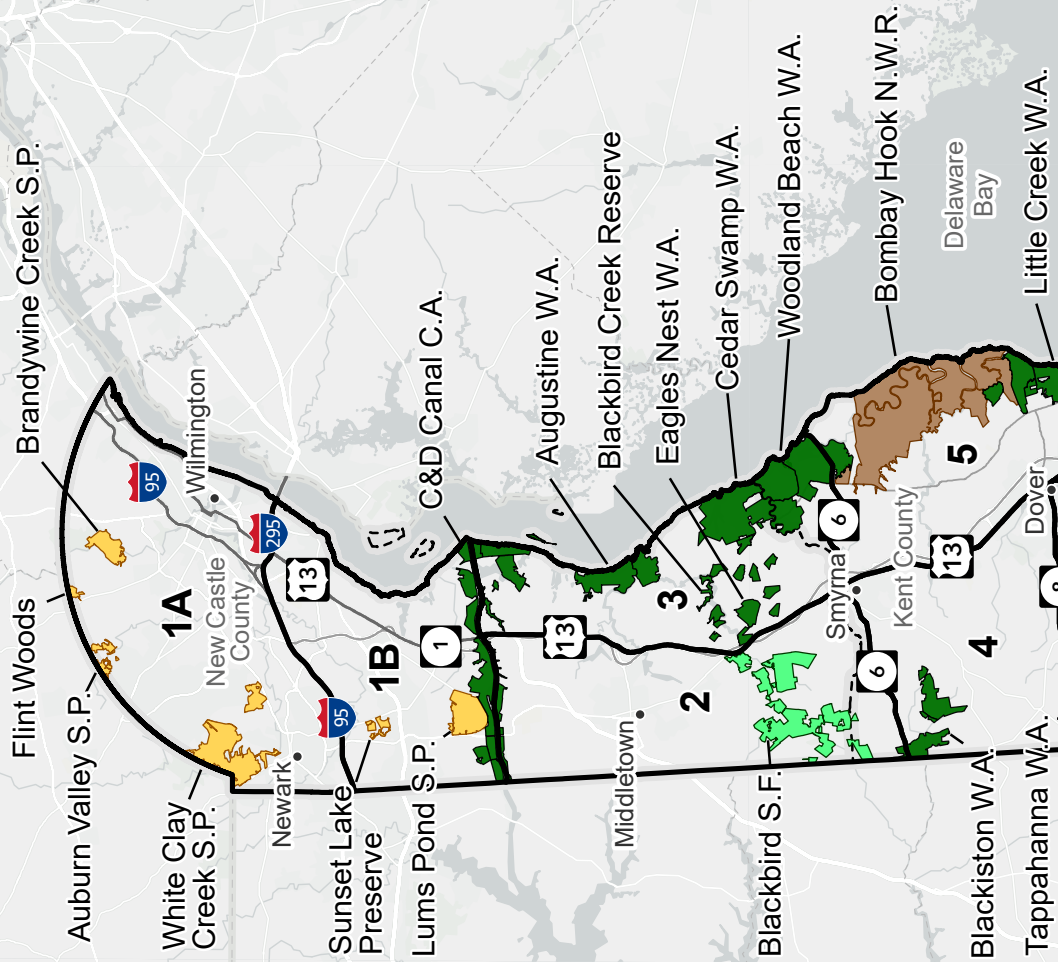 Brandywine Creek S.P.
Flint Woods
Auburn Valley S.P.
White Clay
Creek S.P.
1A
95
Wilmington
New Castle
County
295
13
Newark
95
1B
Sunset Lake
Preserve
Lums Pond S.P.
1
C&D Canal C.A.
13
Augustine W.A.
Blackbird Creek Reserve
Eagles Nest W.A.
3
2
Middletown
Cedar Swamp W.A.
Woodland Beach W.A.
Blackbird S.F.
6
Smyrna
6
Kent County
Bombay Hook N.W.R.
5
13
Delaware
Bay
4
Dover
Little Creek W.A.
Blackiston W.A.
Tappahanna W.A.